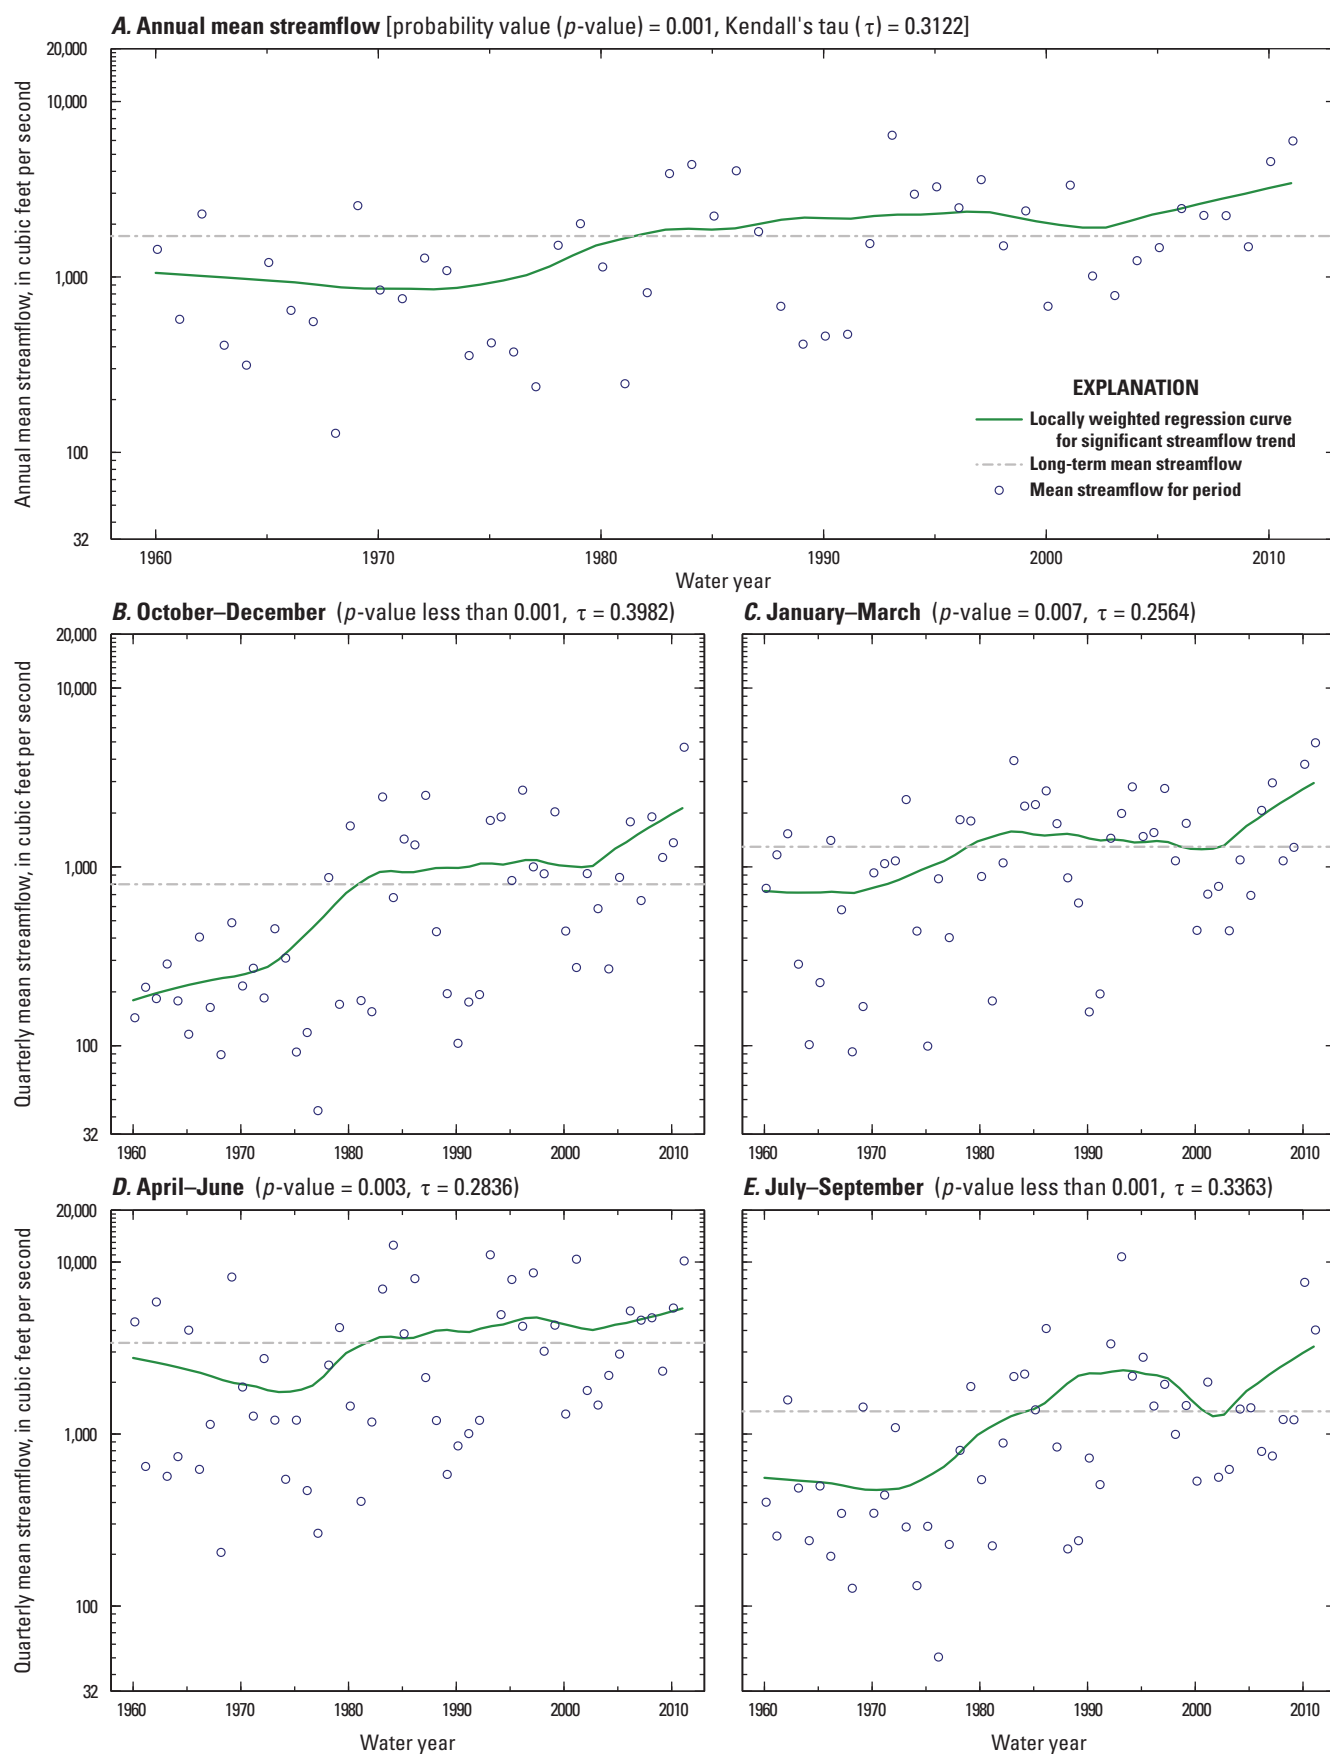 A. Annual mean streamflow [probability value (p-value) = 0.001, Kendall's tau (τ) = 0.3122]
20,000
10,000
1,000
100
32
Annual mean streamflow, in cubic feet per second
EXPLANATION
Locally weighted regression curve
for significant streamflow trend
Long-term mean streamflow
Mean streamflow for period
1960 1970 1980 1990 2000 2010
Water year
B. October–December (p-value less than 0.001, τ = 0.3982)
20,000
10,000
1,000
100
32
Quarterly mean streamflow, in cubic feet per second
1960 1970 1980 1990 2000 2010
C. January–March (p-value = 0.007, τ = 0.2564)
1960 1970 1980 1990 2000 2010
D. April–June (p-value = 0.003, τ = 0.2836)
20,000
10,000
1,000
100
32
Quarterly mean streamflow, in cubic feet per second
1960 1970 1980 1990 2000 2010
Water year
E. July–September (p-value less than 0.001, τ = 0.3363)
1960 1970 1980 1990 2000 2010
Water year